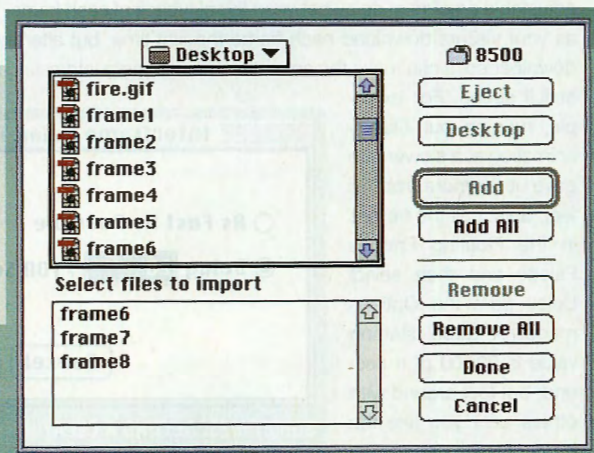 Desktop
8500
fire.gif
frame1
frame2
frame3
frame4
frame5
frame6
Eject
Desktop
Add
Add All
Select files to import
frame6
frame7
frame8
Remove
Remove All
Done
Cancel